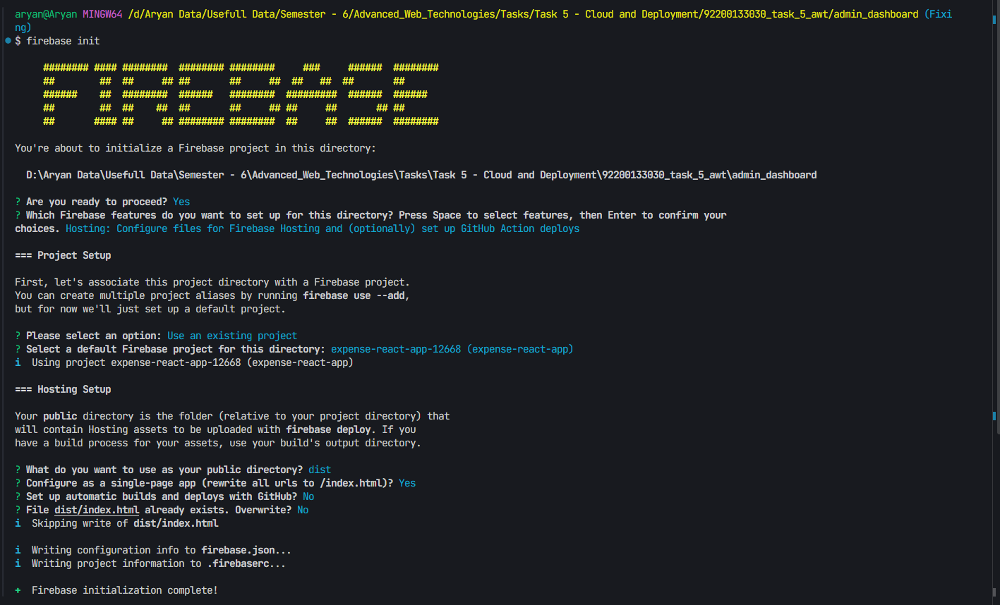 aryan@Aryan MINGW64 /d/Aryan Data/Usefull Data/Semester - 6/Advanced_Web_Technologies/Tasks/Task 5 - Cloud and Deployment/92200133030_task_5_awt/admin_dashboard (Fixi
ng)
$ firebase init
######## #### ########  ######## ########     ###     ######  ########
##        ##  ##     ## ##       ##     ##  ##   ##  ##       ##
######    ##  ########  ######   ########  #########  ######  ######
##        ##  ##    ##  ##       ##     ## ##     ##       ## ##
##       #### ##     ## ######## ########  ##     ##  ######  ########
You're about to initialize a Firebase project in this directory:
D:\Aryan Data\Usefull Data\Semester - 6\Advanced_Web_Technologies\Tasks\Task 5 - Cloud and Deployment\92200133030_task_5_awt\admin_dashboard
? Are you ready to proceed? Yes
? Which Firebase features do you want to set up for this directory? Press Space to select features, then Enter to confirm your
choices. Hosting: Configure files for Firebase Hosting and (optionally) set up GitHub Action deploys
=== Project Setup
First, let's associate this project directory with a Firebase project.
You can create multiple project aliases by running firebase use --add,
but for now we'll just set up a default project.
? Please select an option: Use an existing project
? Select a default Firebase project for this directory: expense-react-app-12668 (expense-react-app)
i  Using project expense-react-app-12668 (expense-react-app)
=== Hosting Setup
Your public directory is the folder (relative to your project directory) that
will contain Hosting assets to be uploaded with firebase deploy. If you
have a build process for your assets, use your build's output directory.
? What do you want to use as your public directory? dist
? Configure as a single-page app (rewrite all urls to /index.html)? Yes
? Set up automatic builds and deploys with GitHub? No
? File dist/index.html already exists. Overwrite? No
i  Skipping write of dist/index.html
i  Writing configuration info to firebase.json...
i  Writing project information to .firebaserc...
+  Firebase initialization complete!